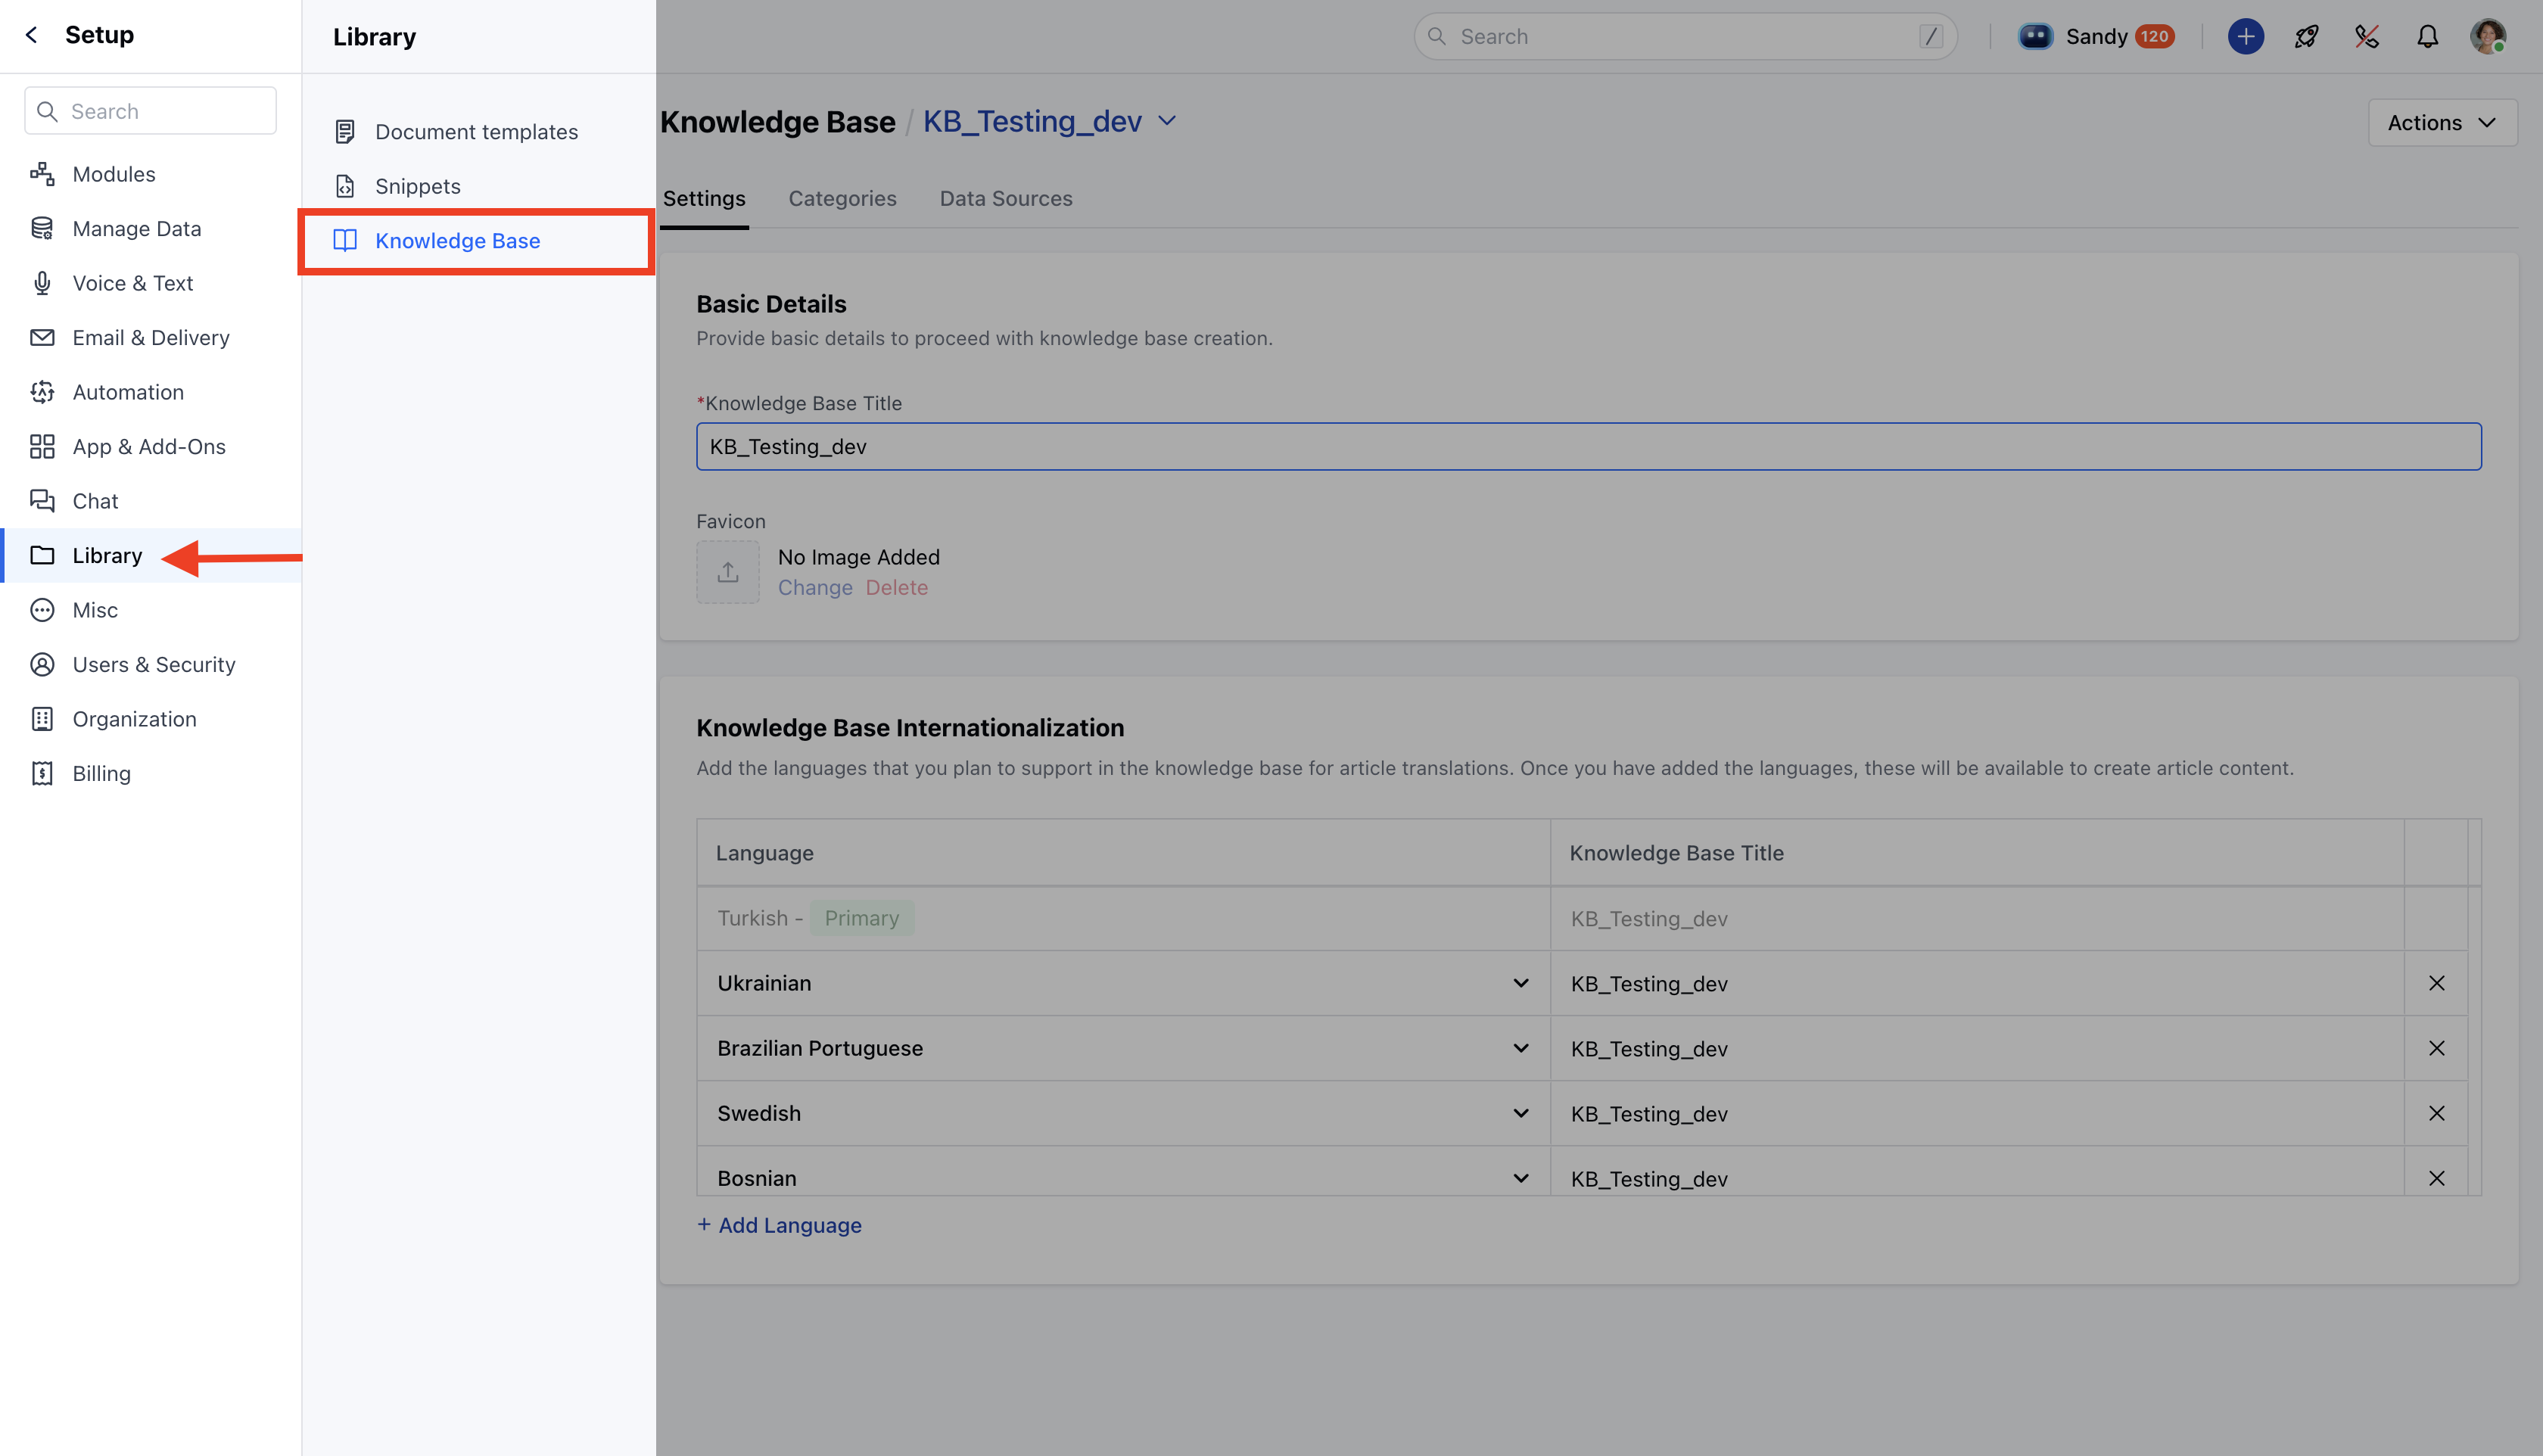 Setup
Search
Modules
Manage Data
Voice & Text
Email & Delivery
Automation
App & Add-Ons
Chat
Library
Misc
Users & Security
Organization
Billing
Library
Document templates
Snippets
Knowledge Base
Search /
Sandy 120
Knowledge Base / KB_Testing_dev
Actions
Settings Categories Data Sources
Basic Details
Provide basic details to proceed with knowledge base creation.
*Knowledge Base Title
KB_Testing_dev
Favicon
No Image Added
Change Delete
Knowledge Base Internationalization
Add the languages that you plan to support in the knowledge base for article translations. Once you have added the languages, these will be available to create article content.
Language Knowledge Base Title
Turkish - Primary KB_Testing_dev
Ukrainian KB_Testing_dev
Brazilian Portuguese KB_Testing_dev
Swedish KB_Testing_dev
Bosnian KB_Testing_dev
+ Add Language